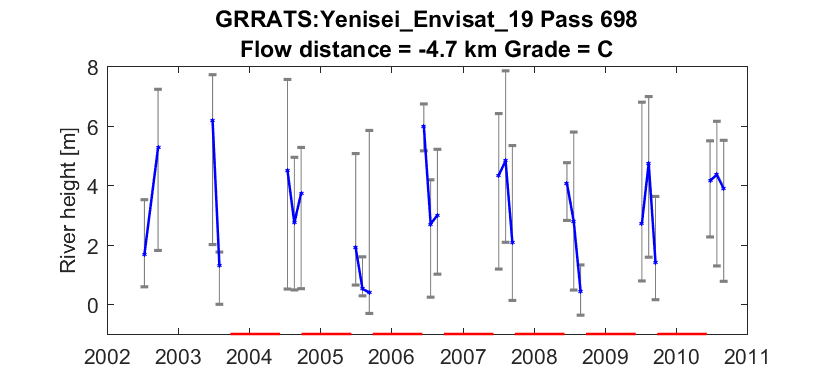 GRRATS:Yenisei_Envisat_19 Pass 698
Flow distance = -4.7 km Grade = C
River height [m]
8
6
4
2
0
2002 2003 2004 2005 2006 2007 2008 2009 2010 2011